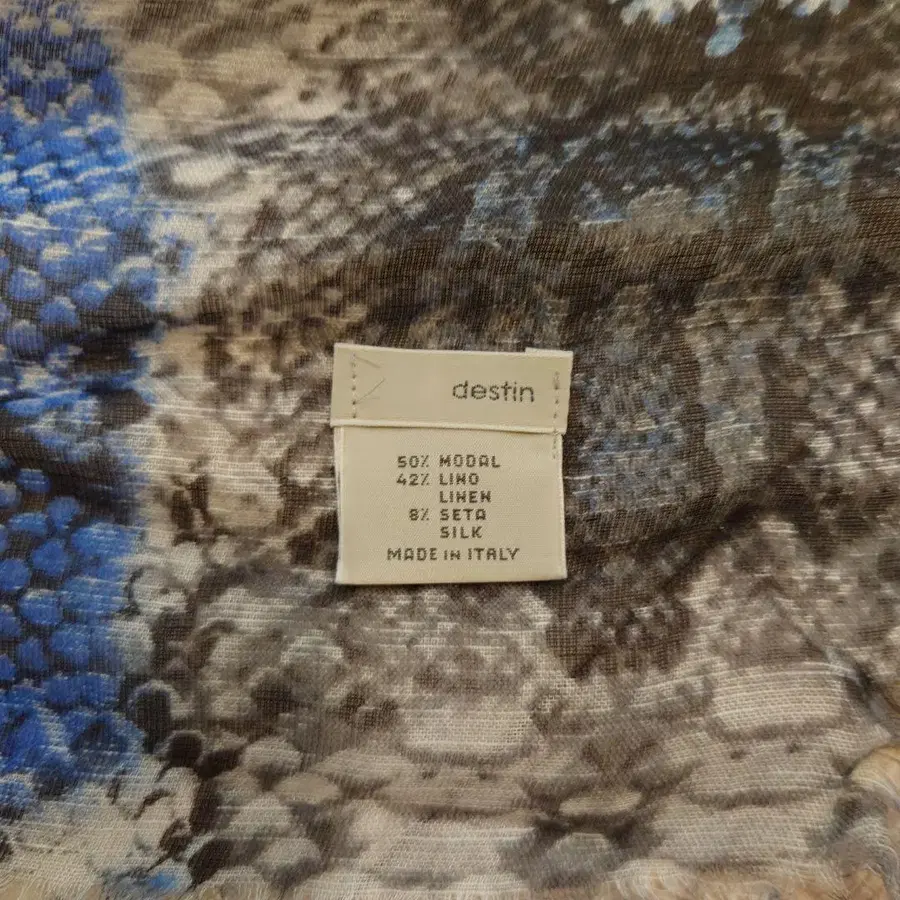 destin
50% MODAL
42% LINO
LINEN
8% SETA
SILK
MADE IN ITALY